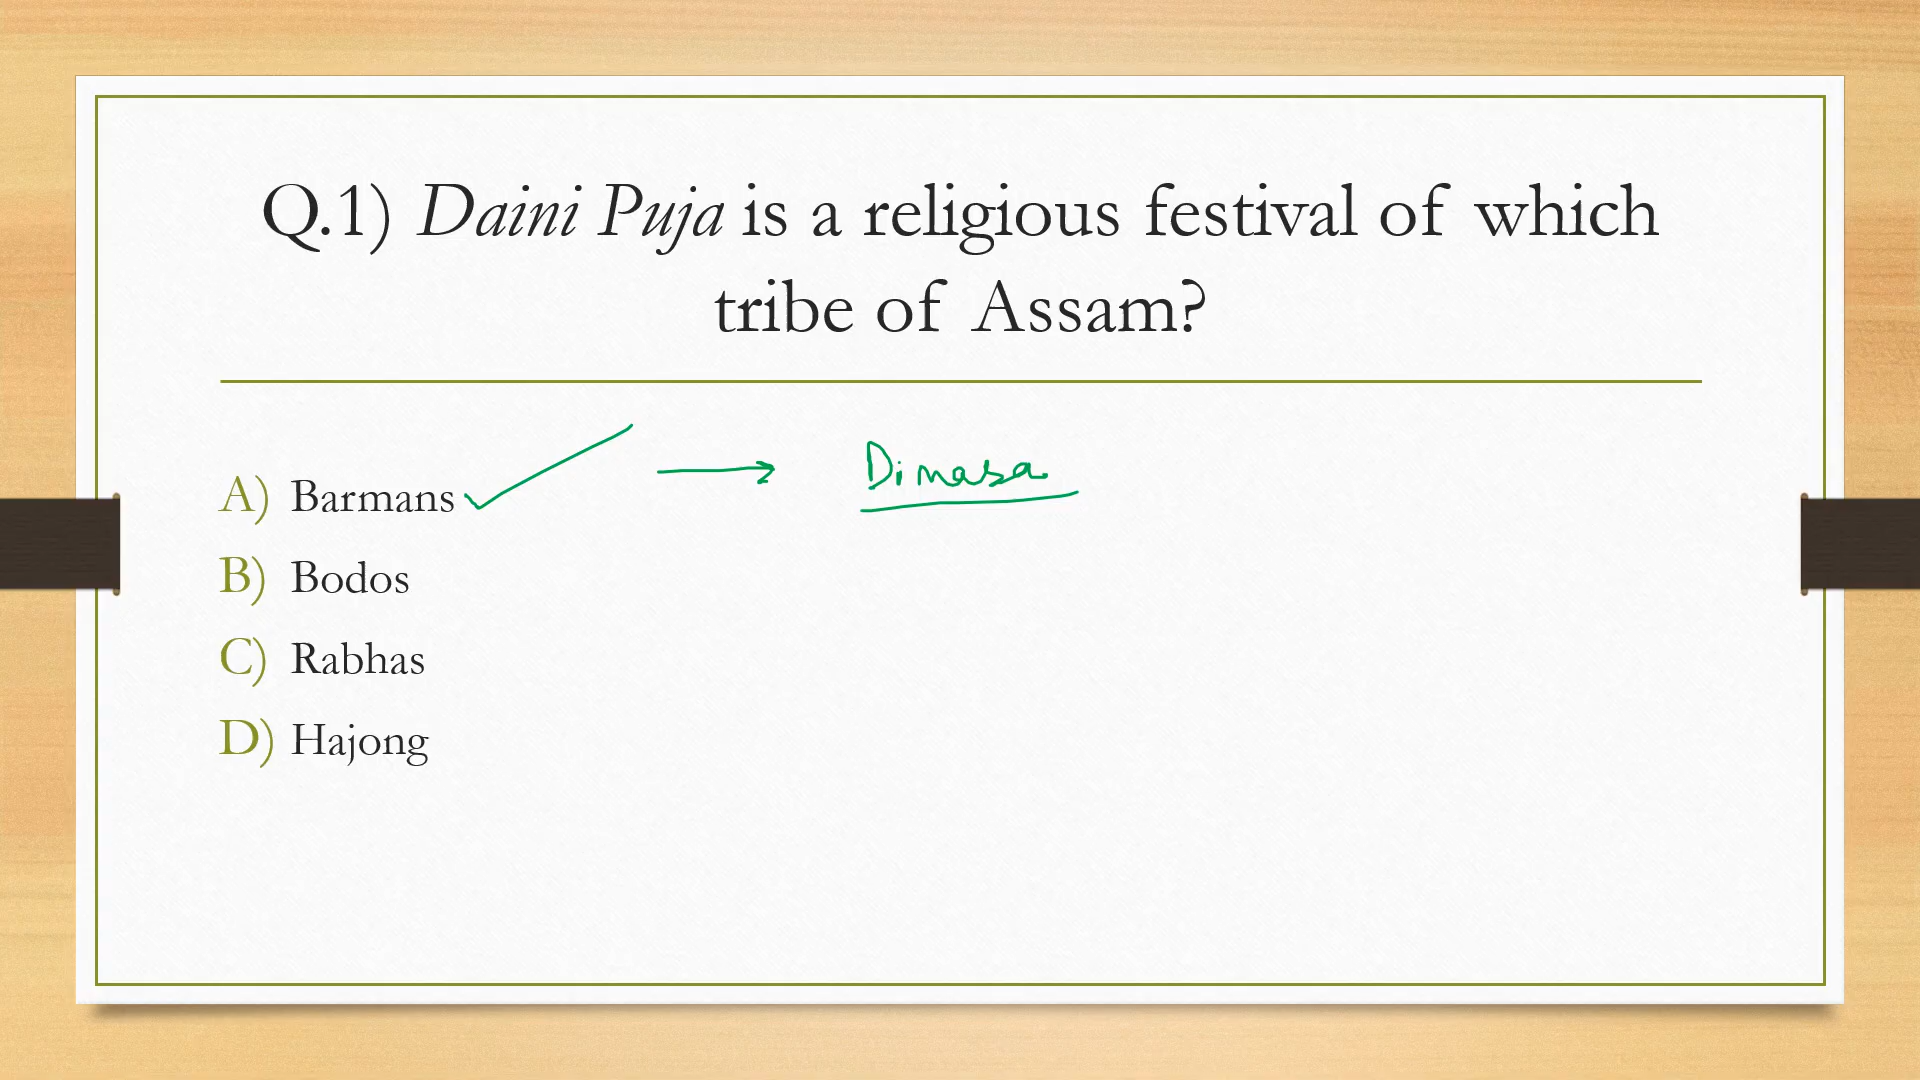 Q.1) Daini Puja is a religious festival of which
tribe of Assam?
A) Barmans → Dimasa
B) Bodos
C) Rabhas
D) Hajong